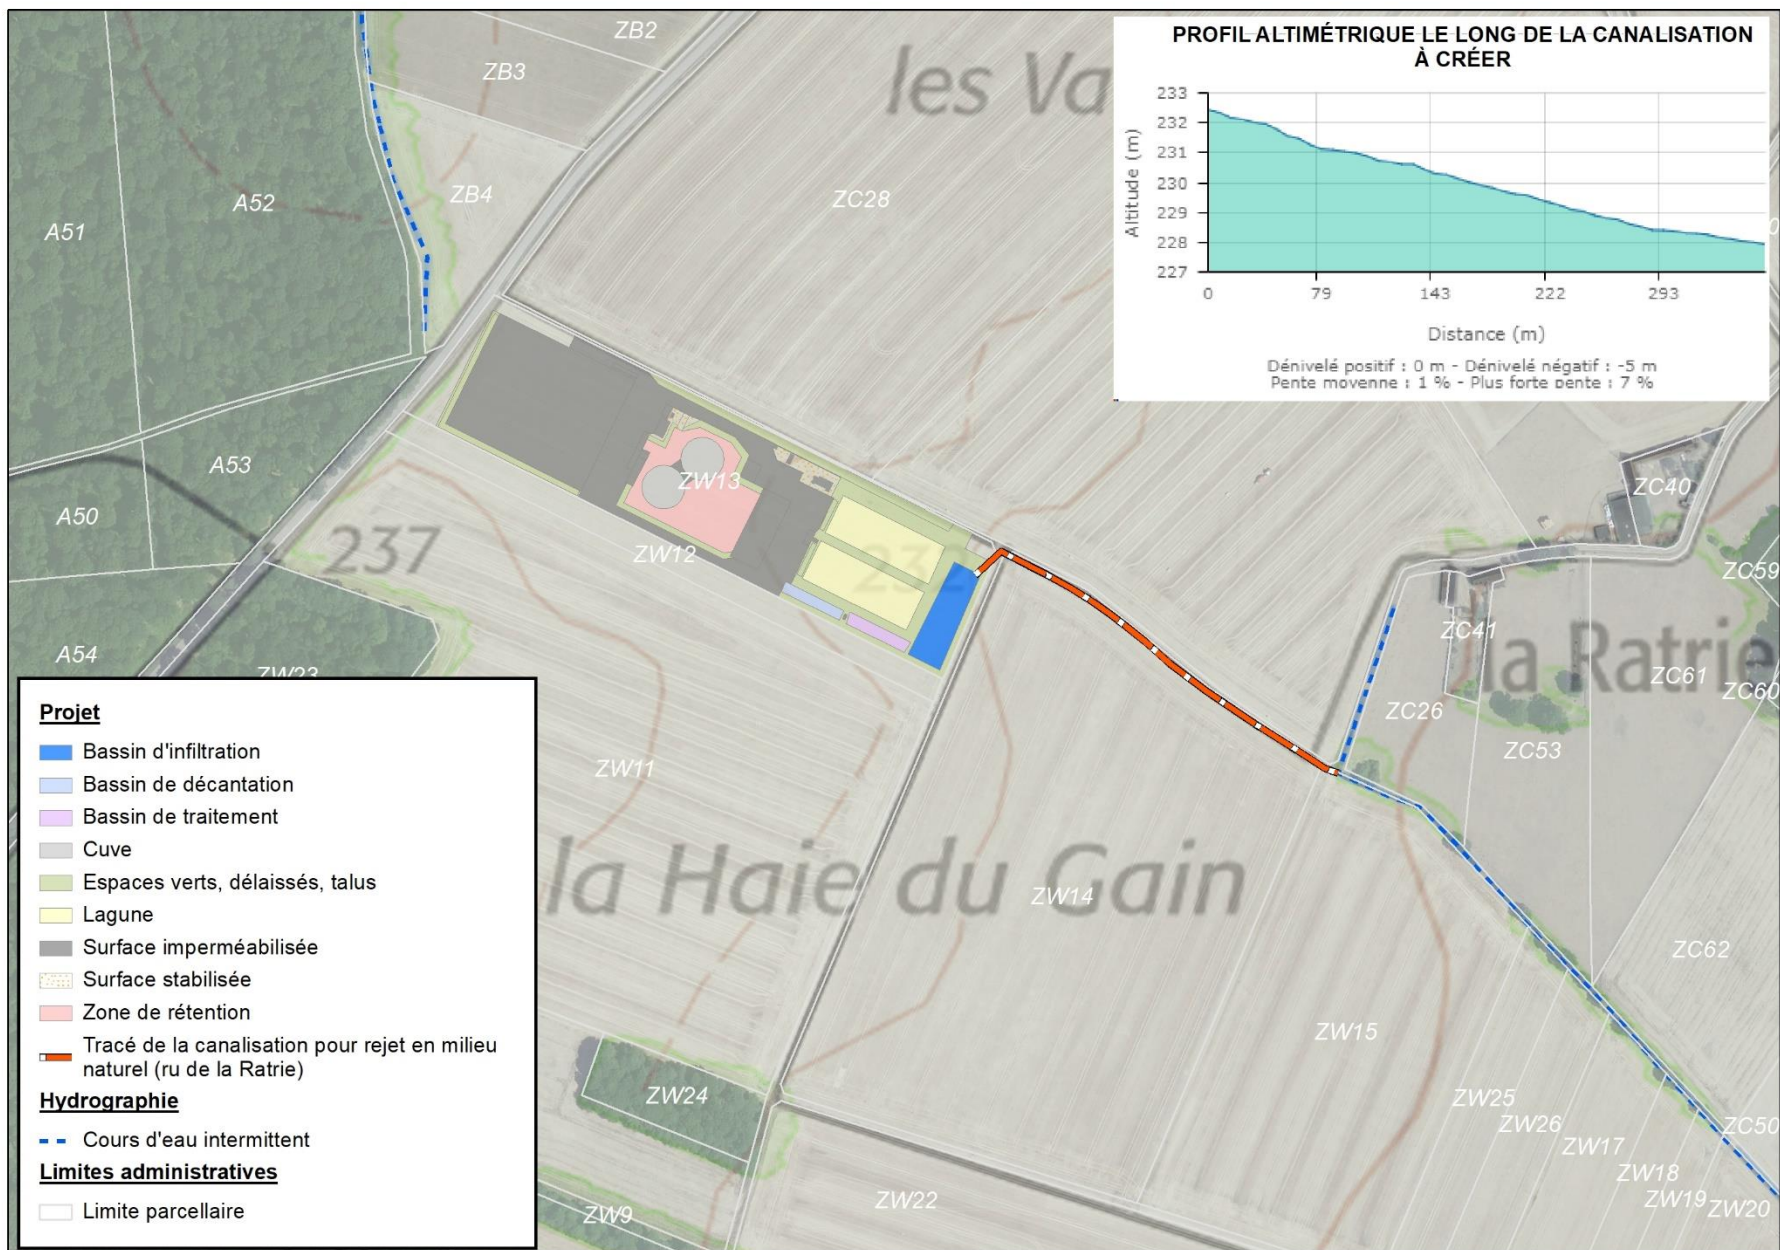 PROFIL ALTIMÉTRIQUE LE LONG DE LA CANALISATION
À CRÉER
233
232
231
230
229
228
227
Altitude (m)
0 79 143 222 293
Distance (m)
Dénivelé positif : 0 m - Dénivelé négatif : -5 m
Pente moyenne : 1 % - Plus forte pente : 7 %
ZB2
ZB3
les Va
ZB4
A52
A51
ZC28
A53
A50
237
ZW13
ZW12
232
ZC40
ZC59
ZC41
la Ratrie
A54
ZW23
ZC61
ZC60
ZC26
ZC53
ZW11
la Haie du Gain
ZW14
ZC62
ZW15
ZW24
ZW25
ZW26
ZC50
ZW17
ZW18
ZW19
ZW20
ZW22
ZW9
Projet
Bassin d'infiltration
Bassin de décantation
Bassin de traitement
Cuve
Espaces verts, délaissés, talus
Lagune
Surface imperméabilisée
Surface stabilisée
Zone de rétention
Tracé de la canalisation pour rejet en milieu
naturel (ru de la Ratrie)
Hydrographie
Cours d'eau intermittent
Limites administratives
Limite parcellaire